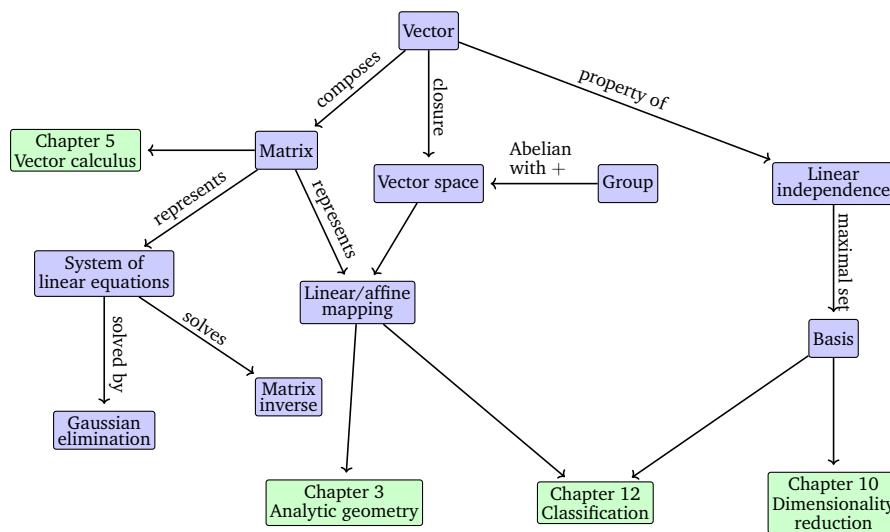 Vector
composes
closure
property of
Chapter 5
Vector calculus
Matrix
Abelian
with +
Vector space
Group
Linear
independence
represents
represents
maximal set
System of
linear equations
Linear/affine
mapping
solved by
solves
Basis
Matrix
inverse
Gaussian
elimination
Chapter 3
Analytic geometry
Chapter 12
Classification
Chapter 10
Dimensionality
reduction